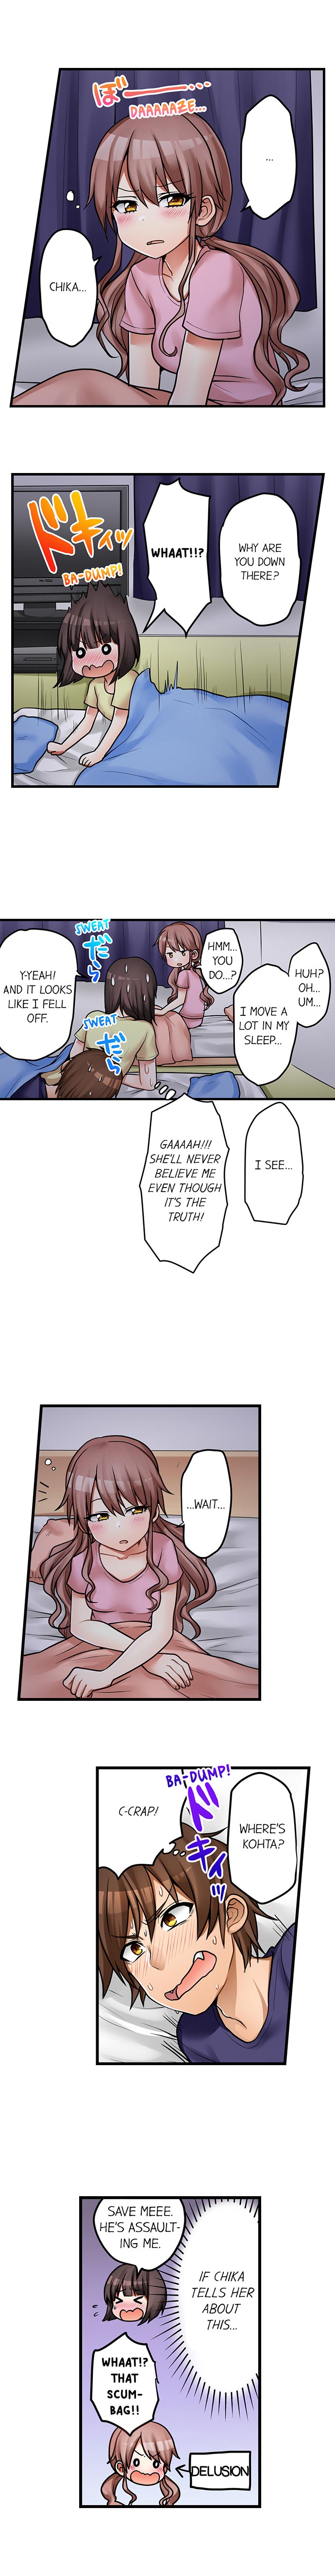 ぼーーー…
DAAAAAZE...
...
CHIKA...
WHY ARE
YOU DOWN
THERE?
WHAAT!!?
ドキィッ
BA-DUMP!
HUH?
OH...
UM...
I MOVE A
LOT IN MY
SLEEP...
HMM...
YOU
DO...?
SWEAT
だら
SWEAT
だら
Y-YEAH!
AND IT LOOKS
LIKE I FELL
OFF.
I SEE...
GAAAAH!!!
SHE'LL NEVER
BELIEVE ME
EVEN THOUGH
IT'S THE
TRUTH!
...WAIT...
WHERE'S
KOHTA?
BA-DUMP!
ドキィッ
C-CRAP!
IF CHIKA
TELLS HER
ABOUT
THIS...
SAVE MEEE.
HE'S ASSAULT-
ING ME.
WHAAT!?
THAT
SCUM-
BAG!!
DELUSION